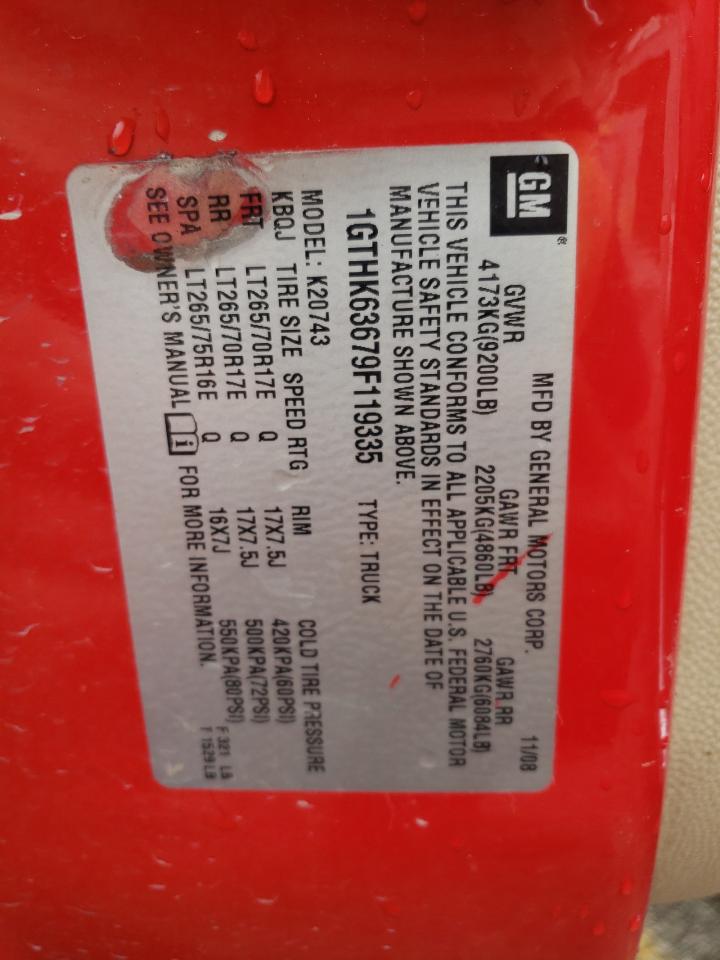 GM ®
MFD BY GENERAL MOTORS CORP. 11/08
GVWR GAWR FRT GAWR RR
4173KG(9200LB) 2205KG(4860LB) 2760KG(6084LB)
THIS VEHICLE CONFORMS TO ALL APPLICABLE U.S. FEDERAL MOTOR
VEHICLE SAFETY STANDARDS IN EFFECT ON THE DATE OF
MANUFACTURE SHOWN ABOVE.
1GTHK63679F119335 TYPE: TRUCK
MODEL: K20743
KBQJ TIRE SIZE SPEED RTG RIM COLD TIRE PRESSURE
FRT LT265/70R17E Q 17X7.5J 420KPA(60PSI)
RR LT265/70R17E Q 17X7.5J 500KPA(72PSI)
SPA LT265/75R16E Q 16X7J 550KPA(80PSI)
SEE OWNER'S MANUAL i FOR MORE INFORMATION.
F 321 LB
T 1529 LB